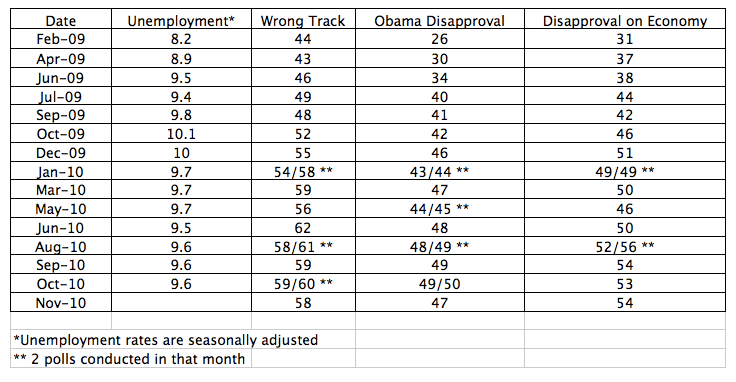 Date Unemployment* Wrong Track Obama Disapproval Disapproval on Economy
Feb-09 8.2 44 26 31
Apr-09 8.9 43 30 37
Jun-09 9.5 46 34 38
Jul-09 9.4 49 40 44
Sep-09 9.8 48 41 42
Oct-09 10.1 52 42 46
Dec-09 10 55 46 51
Jan-10 9.7 54/58 ** 43/44 ** 49/49 **
Mar-10 9.7 59 47 50
May-10 9.7 56 44/45 ** 46
Jun-10 9.5 62 48 50
Aug-10 9.6 58/61 ** 48/49 ** 52/56 **
Sep-10 9.6 59 49 54
Oct-10 9.6 59/60 ** 49/50 53
Nov-10 58 47 54
*Unemployment rates are seasonally adjusted
** 2 polls conducted in that month